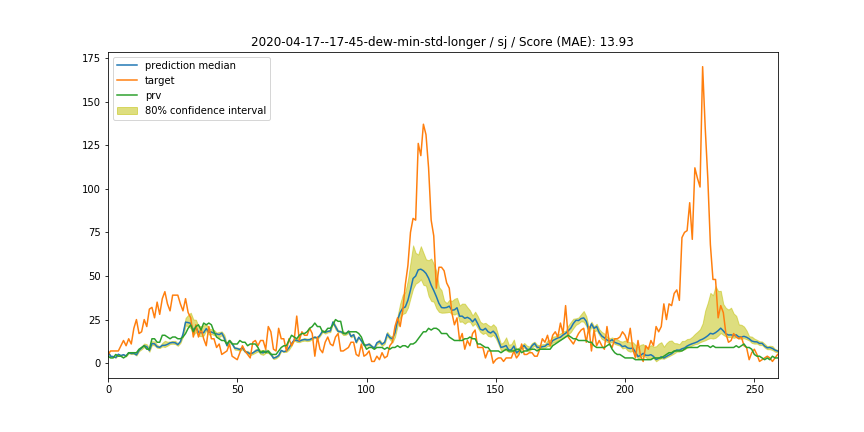 2020-04-17--17-45-dew-min-std-longer / sj / Score (MAE): 13.93
prediction median
target
prv
80% confidence interval
175
150
125
100
75
50
25
0
0
50
100
150
200
250